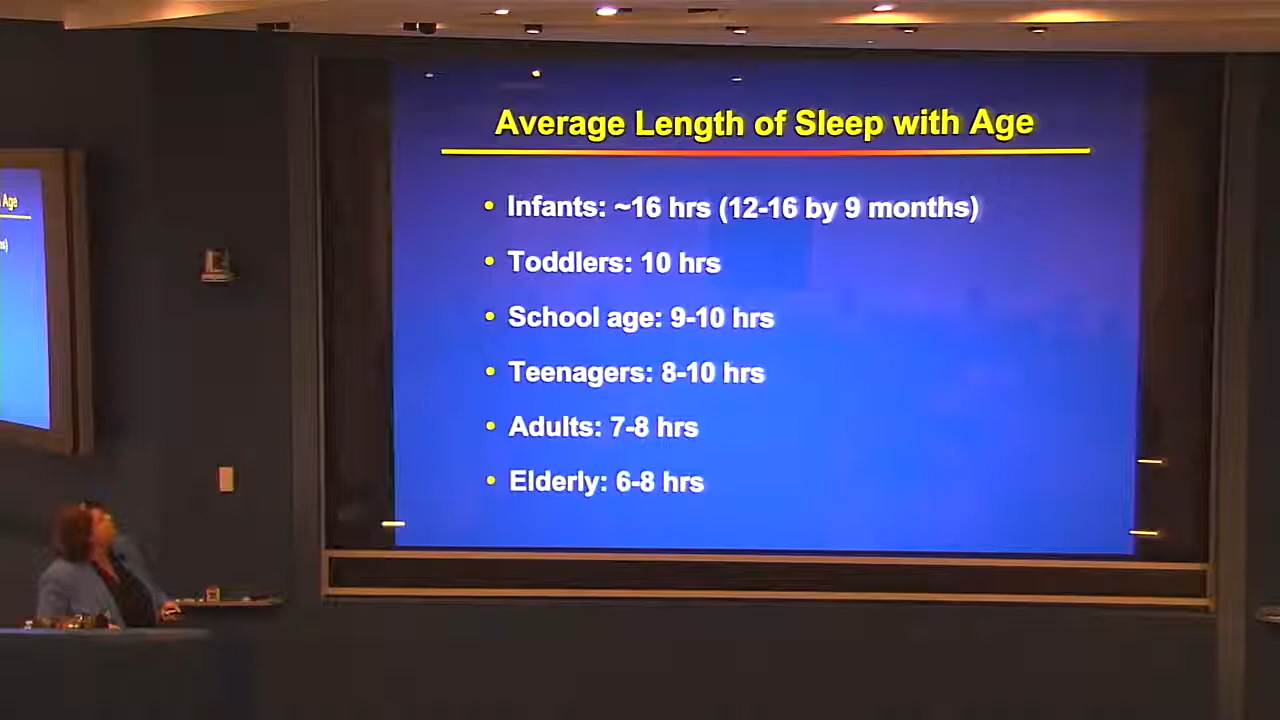 Average Length of Sleep with Age
• Infants: ~16 hrs (12-16 by 9 months)
• Toddlers: 10 hrs
• School age: 9-10 hrs
• Teenagers: 8-10 hrs
• Adults: 7-8 hrs
• Elderly: 6-8 hrs
Age